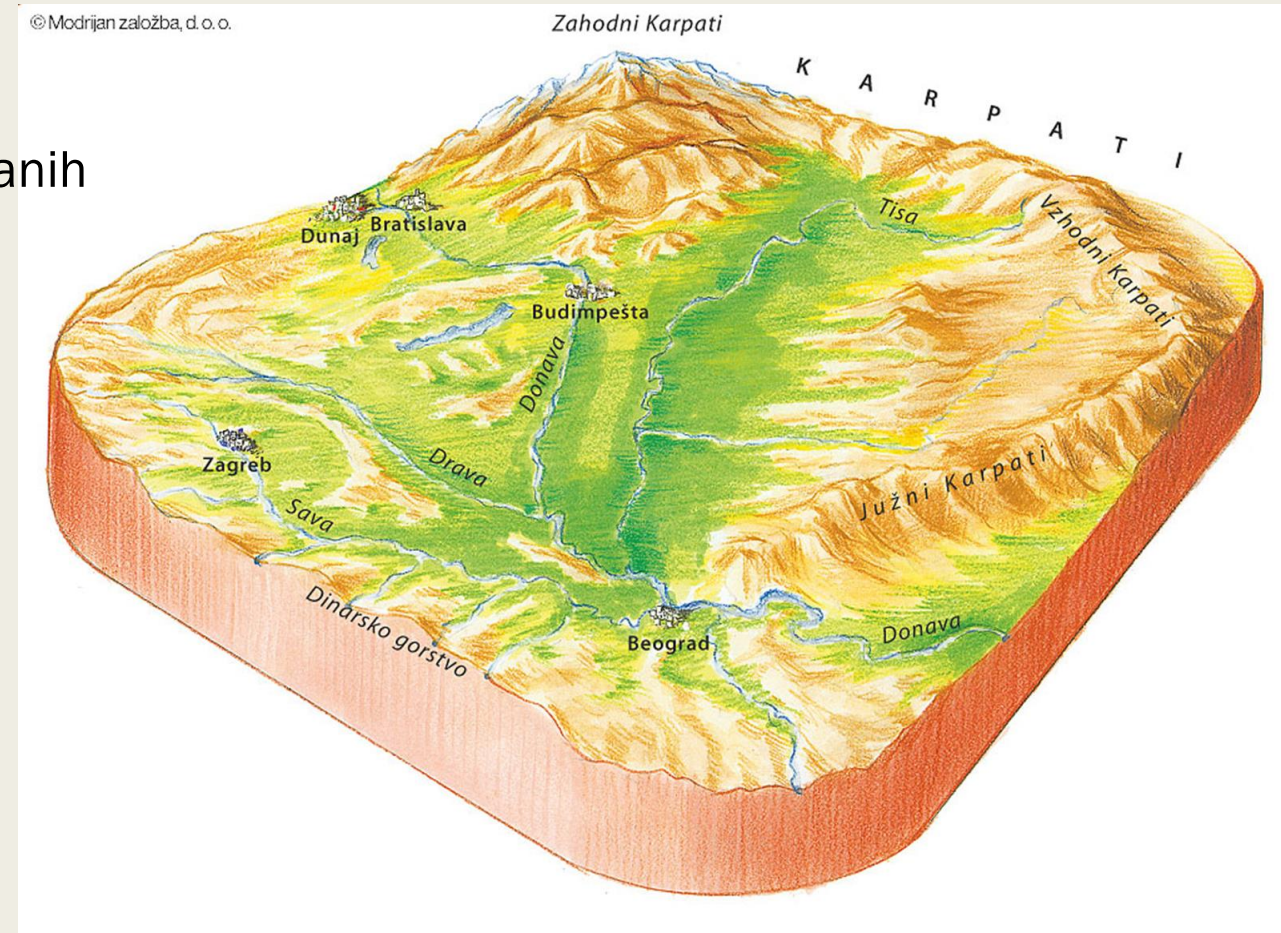 © Modrijan založba, d. o. o.
Zahodni Karpati
KARPATI
anih
Tisa
Vzhodni Karpati
Dunaj
Bratislava
Budimpešta
Donava
Zagreb
Drava
Južni Karpati
Sava
Dinarsko gorstvo
Beograd
Donava